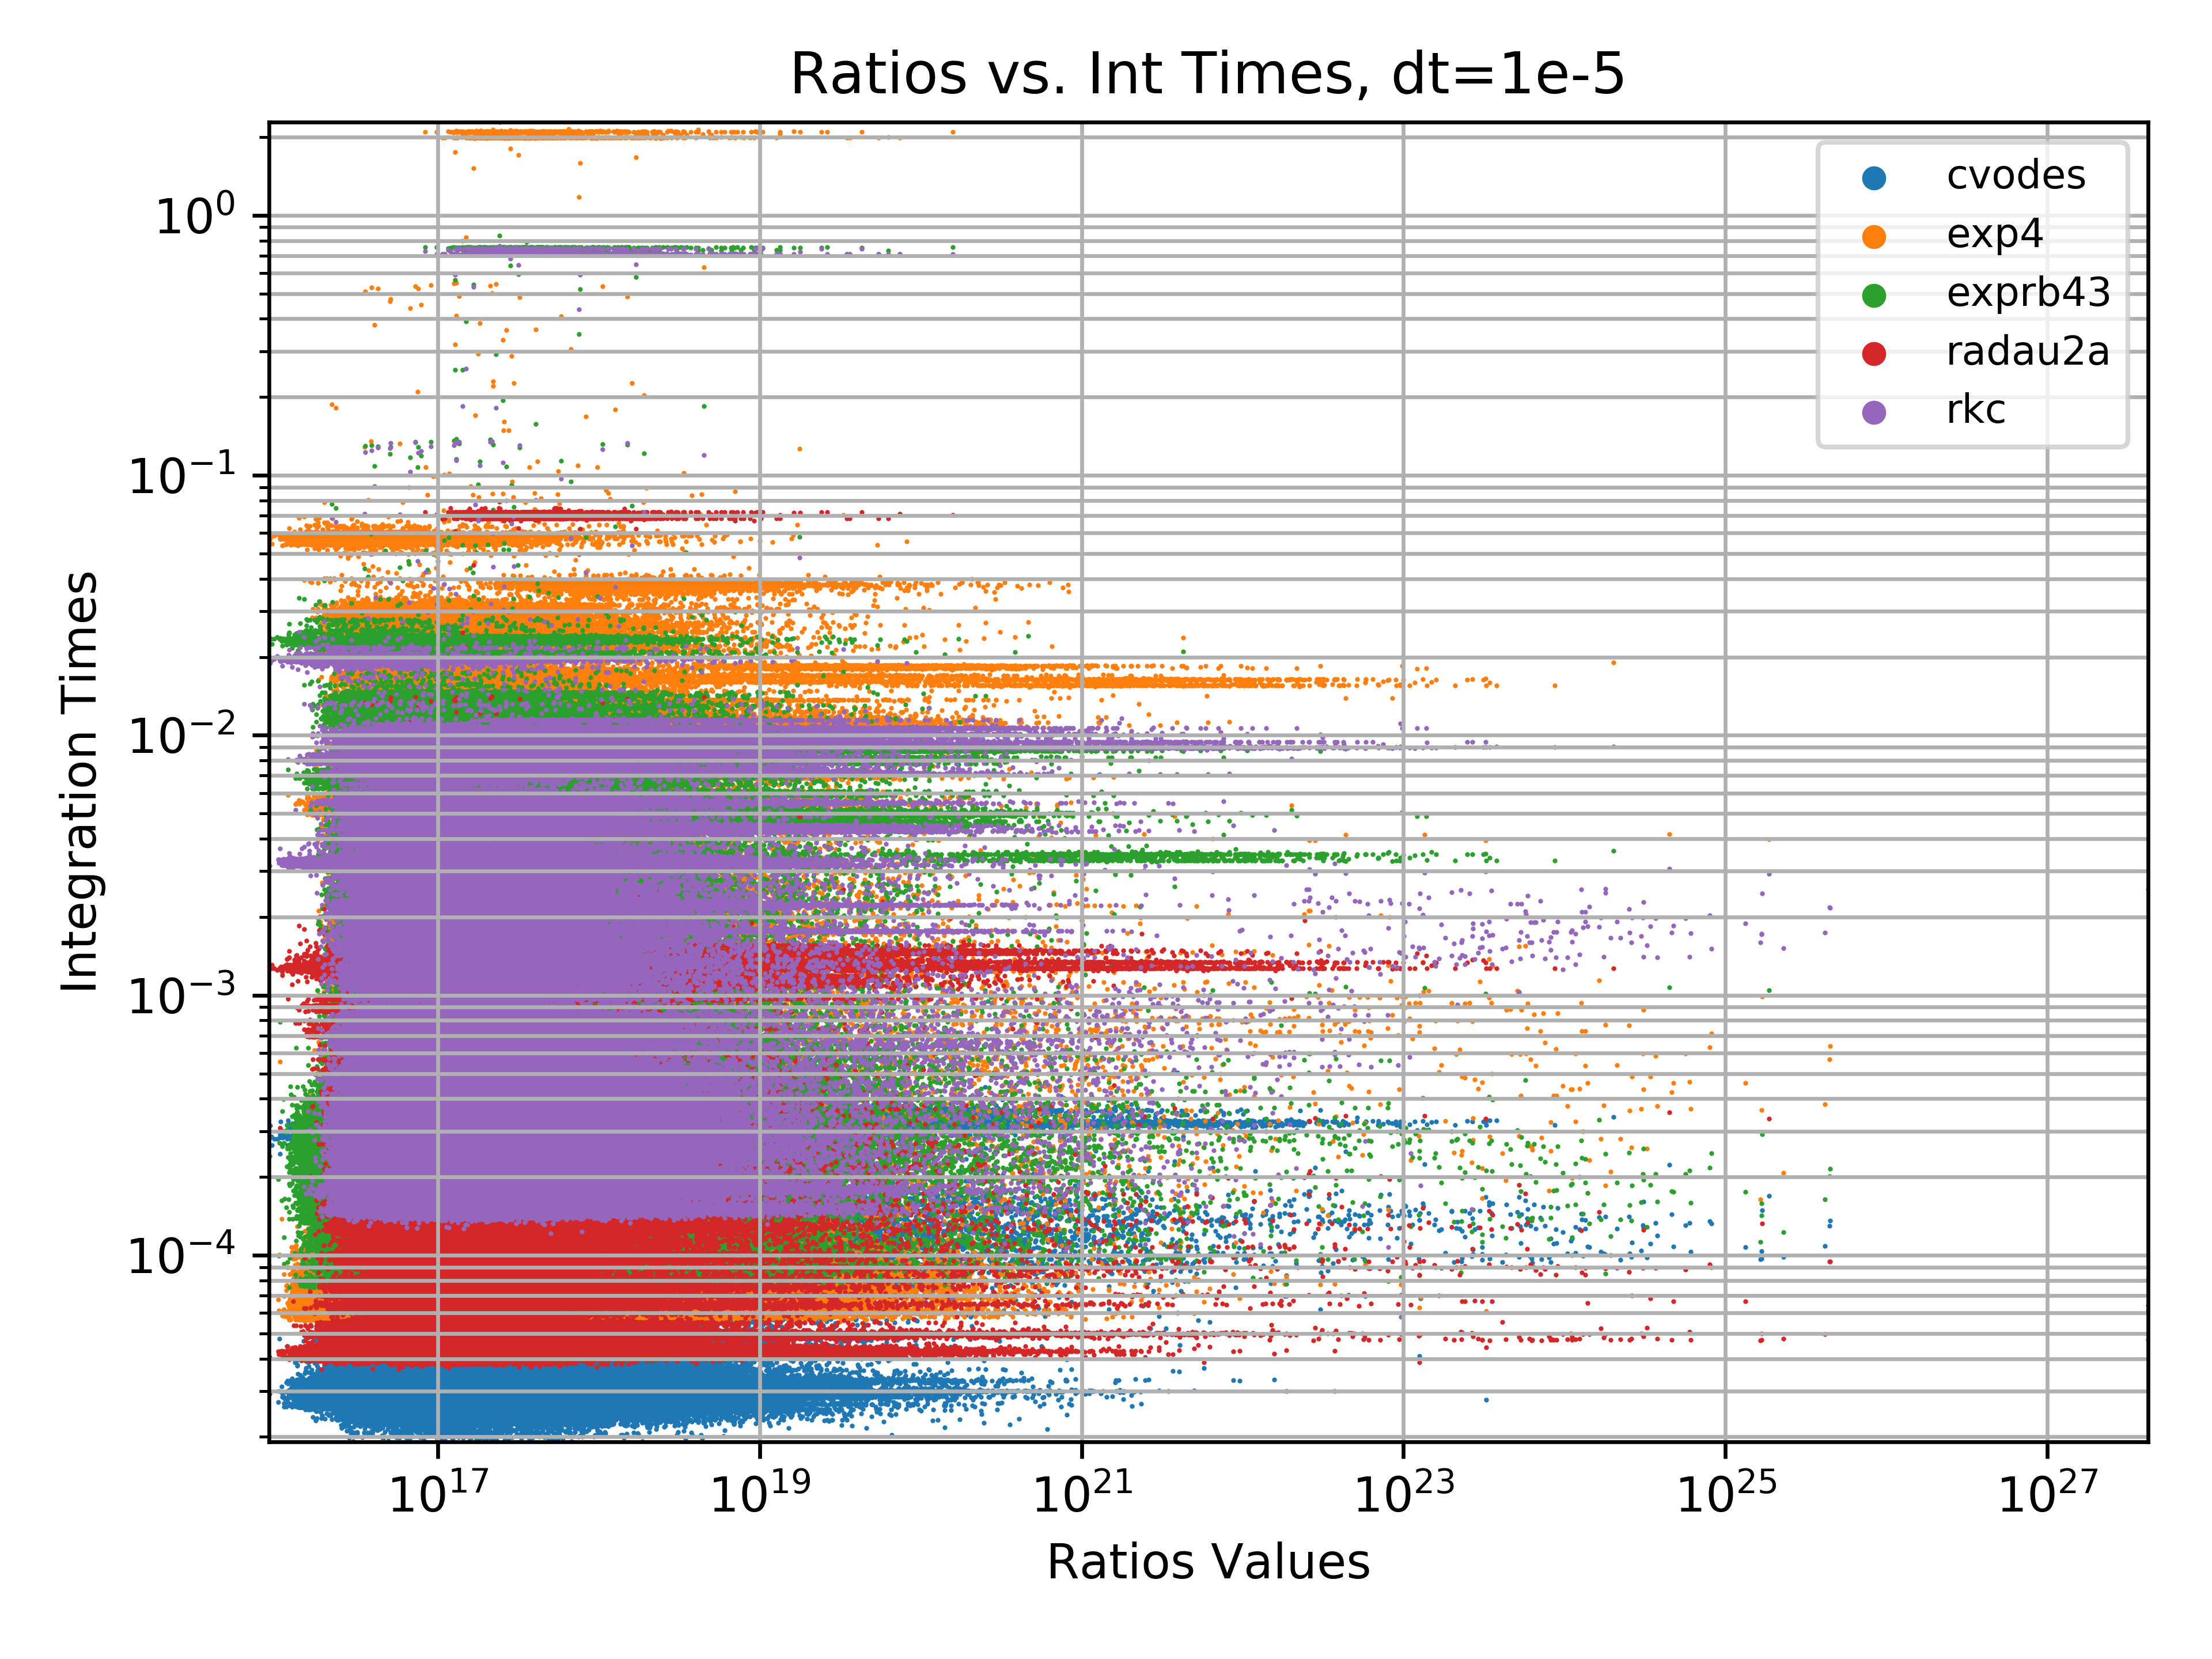 Ratios vs. Int Times, dt=1e-5
Integration Times
10⁰
10⁻¹
10⁻²
10⁻³
10⁻⁴
cvodes
exp4
exprb43
radau2a
rkc
10¹⁷ 10¹⁹ 10²¹ 10²³ 10²⁵ 10²⁷
Ratios Values